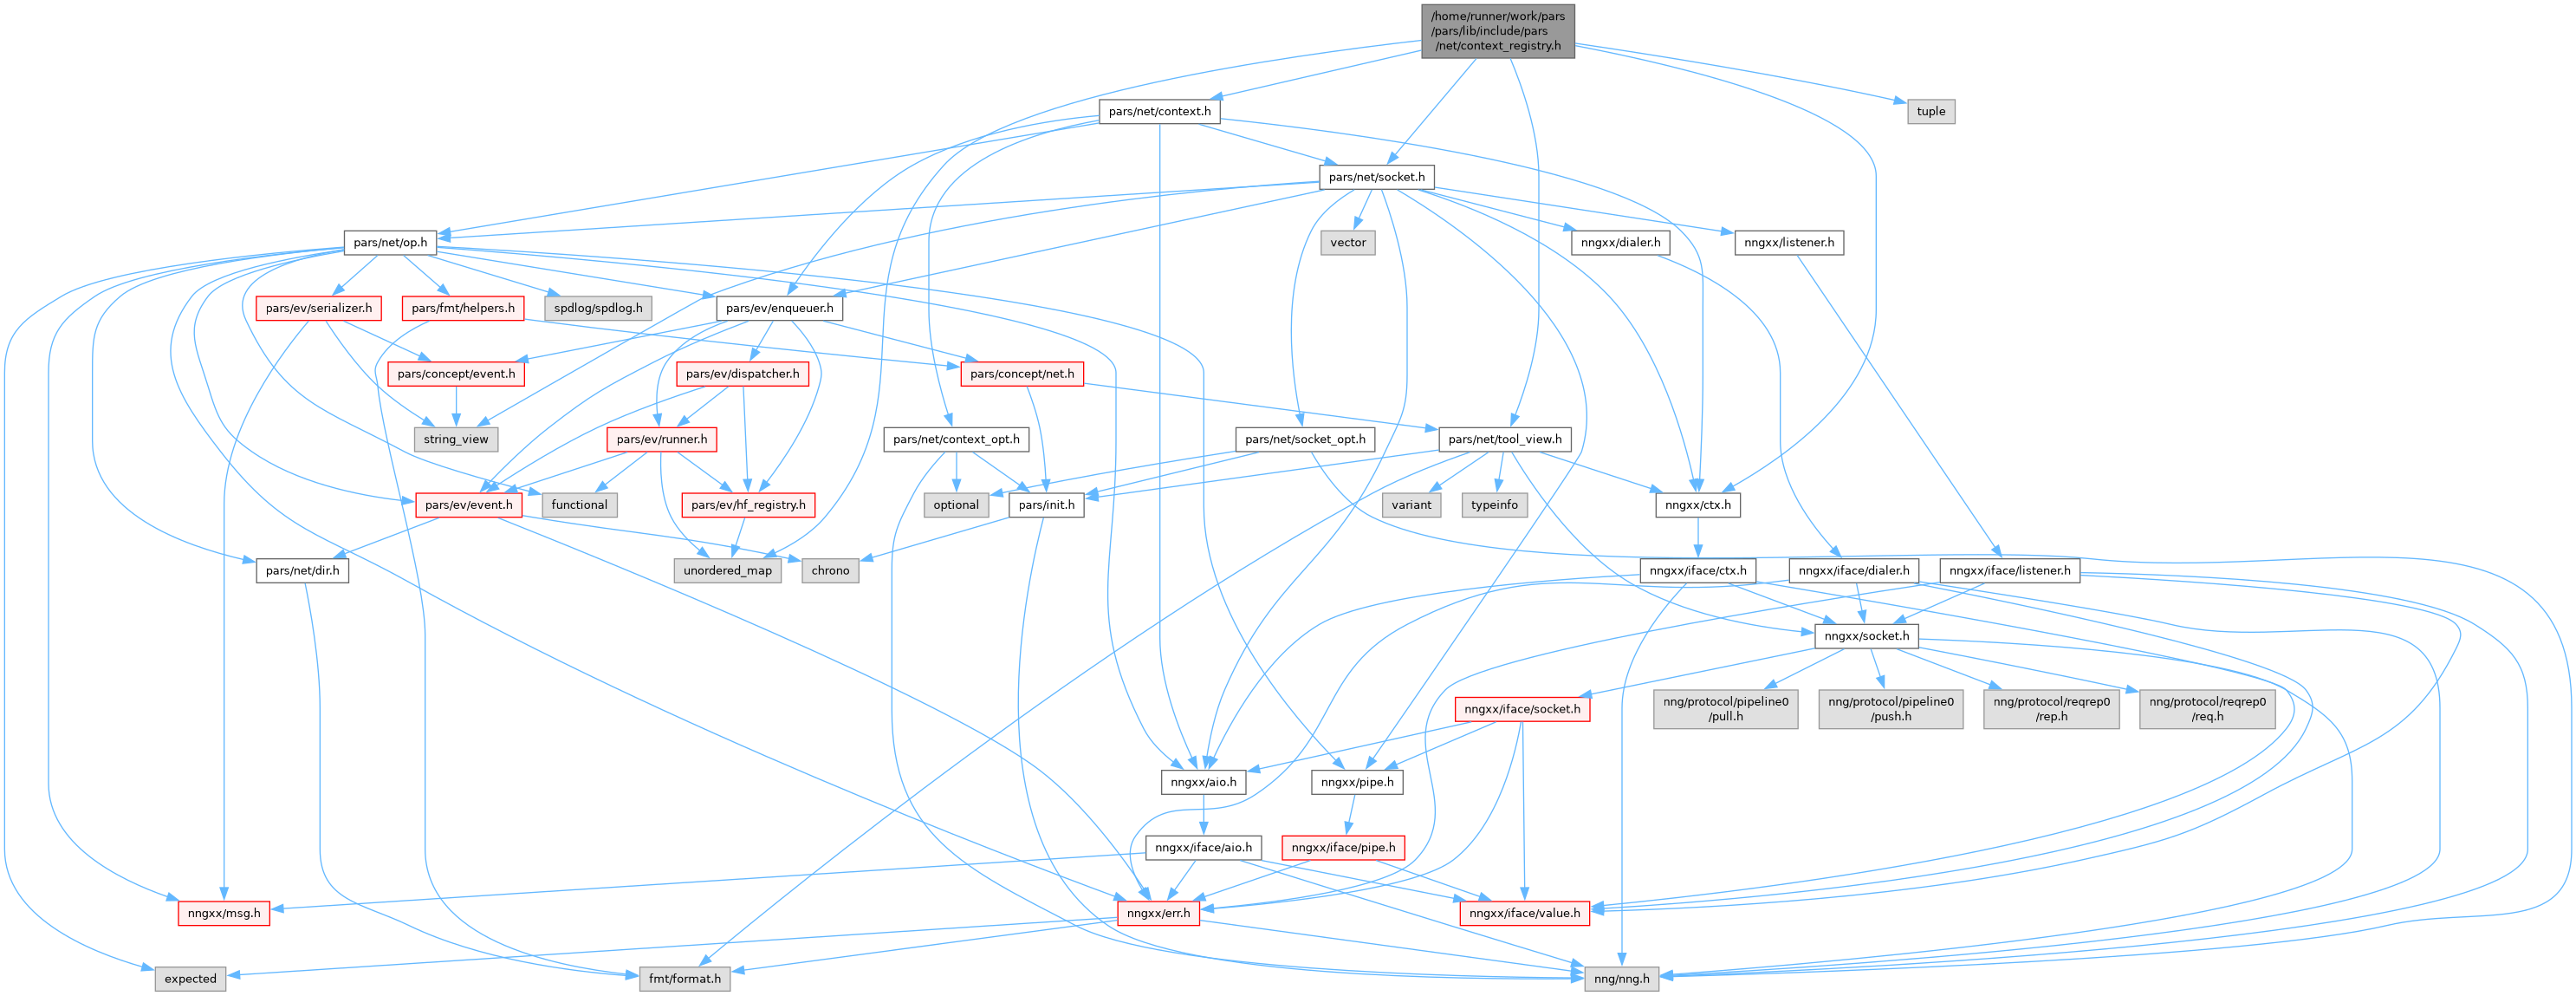 /home/runner/work/pars
/pars/lib/include/pars
/net/context_registry.h
pars/net/context.h
tuple
pars/net/socket.h
pars/net/op.h
vector
nngxx/dialer.h
nngxx/listener.h
pars/ev/serializer.h
pars/fmt/helpers.h
spdlog/spdlog.h
pars/ev/enqueuer.h
pars/concept/event.h
pars/ev/dispatcher.h
pars/concept/net.h
string_view
pars/ev/runner.h
pars/net/context_opt.h
pars/net/socket_opt.h
pars/net/tool_view.h
pars/ev/event.h
functional
pars/ev/hf_registry.h
optional
pars/init.h
variant
typeinfo
nngxx/ctx.h
pars/net/dir.h
unordered_map
chrono
nngxx/iface/ctx.h
nngxx/iface/dialer.h
nngxx/iface/listener.h
nngxx/socket.h
nngxx/iface/socket.h
nng/protocol/pipeline0
/pull.h
nng/protocol/pipeline0
/push.h
nng/protocol/reqrep0
/rep.h
nng/protocol/reqrep0
/req.h
nngxx/aio.h
nngxx/pipe.h
nngxx/iface/aio.h
nngxx/iface/pipe.h
nngxx/msg.h
nngxx/err.h
nngxx/iface/value.h
expected
fmt/format.h
nng/nng.h